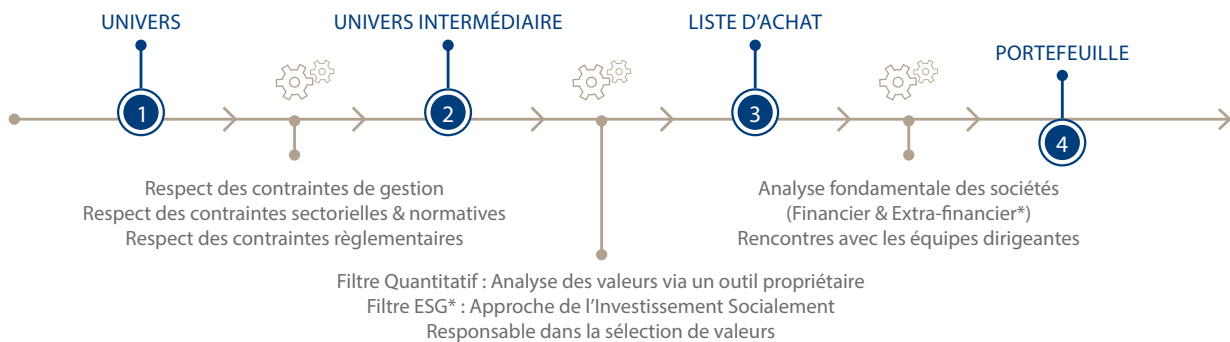 UNIVERS
1
UNIVERS INTERMÉDIAIRE
2
LISTE D'ACHAT
3
PORTEFEUILLE
4
Respect des contraintes de gestion
Respect des contraintes sectorielles & normatives
Respect des contraintes règlementaires
Filtre Quantitatif : Analyse des valeurs via un outil propriétaire
Filtre ESG* : Approche de l'Investissement Socialement
Responsable dans la sélection de valeurs
Analyse fondamentale des sociétés
(Financier & Extra-financier*)
Rencontres avec les équipes dirigeantes